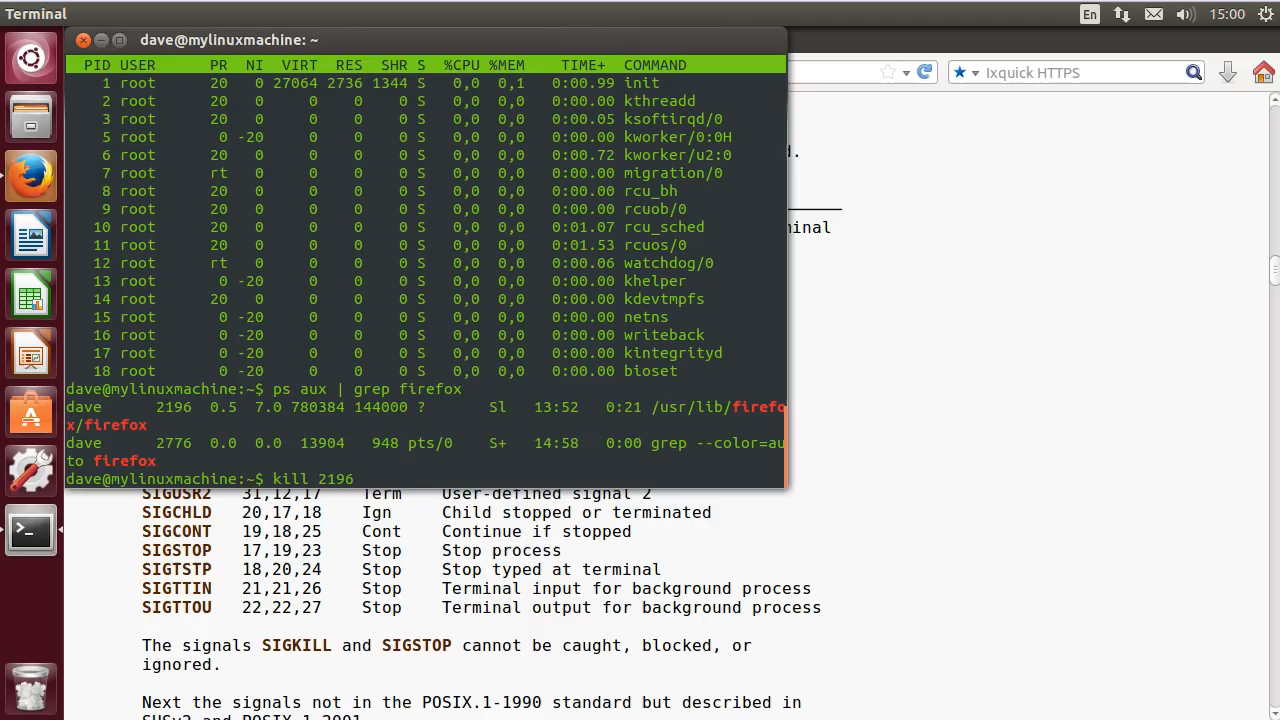 Terminal
En
15:00
dave@mylinuxmachine: ~
Ixquick HTTPS
PID USER PR NI VIRT RES SHR S %CPU %MEM TIME+ COMMAND
1 root 20 0 27064 2736 1344 S 0,0 0,1 0:00.99 init
2 root 20 0 0 0 0 S 0,0 0,0 0:00.00 kthreadd
3 root 20 0 0 0 0 S 0,0 0,0 0:00.05 ksoftirqd/0
5 root 0 -20 0 0 0 S 0,0 0,0 0:00.00 kworker/0:0H
6 root 20 0 0 0 0 S 0,0 0,0 0:00.72 kworker/u2:0
7 root rt 0 0 0 0 S 0,0 0,0 0:00.00 migration/0
8 root 20 0 0 0 0 S 0,0 0,0 0:00.00 rcu_bh
9 root 20 0 0 0 0 S 0,0 0,0 0:00.00 rcuob/0
10 root 20 0 0 0 0 S 0,0 0,0 0:01.07 rcu_sched
11 root 20 0 0 0 0 S 0,0 0,0 0:01.53 rcuos/0
12 root rt 0 0 0 0 S 0,0 0,0 0:00.06 watchdog/0
13 root 0 -20 0 0 0 S 0,0 0,0 0:00.00 khelper
14 root 20 0 0 0 0 S 0,0 0,0 0:00.00 kdevtmpfs
15 root 0 -20 0 0 0 S 0,0 0,0 0:00.00 netns
16 root 0 -20 0 0 0 S 0,0 0,0 0:00.00 writeback
17 root 0 -20 0 0 0 S 0,0 0,0 0:00.00 kintegrityd
18 root 0 -20 0 0 0 S 0,0 0,0 0:00.00 bioset
dave@mylinuxmachine:~$ ps aux | grep firefox
dave 2196 0.5 7.0 780384 144000 ? Sl 13:52 0:21 /usr/lib/firefo
x/firefox
dave 2776 0.0 0.0 13904 948 pts/0 S+ 14:58 0:00 grep --color=au
to firefox
dave@mylinuxmachine:~$ kill 2196
d.
minal
SIGUSR2 31,12,17 Term User-defined signal 2
SIGCHLD 20,17,18 Ign Child stopped or terminated
SIGCONT 19,18,25 Cont Continue if stopped
SIGSTOP 17,19,23 Stop Stop process
SIGTSTP 18,20,24 Stop Stop typed at terminal
SIGTTIN 21,21,26 Stop Terminal input for background process
SIGTTOU 22,22,27 Stop Terminal output for background process
The signals SIGKILL and SIGSTOP cannot be caught, blocked, or
ignored.
Next the signals not in the POSIX.1-1990 standard but described in
SUSv2 and POSIX.1-2001.